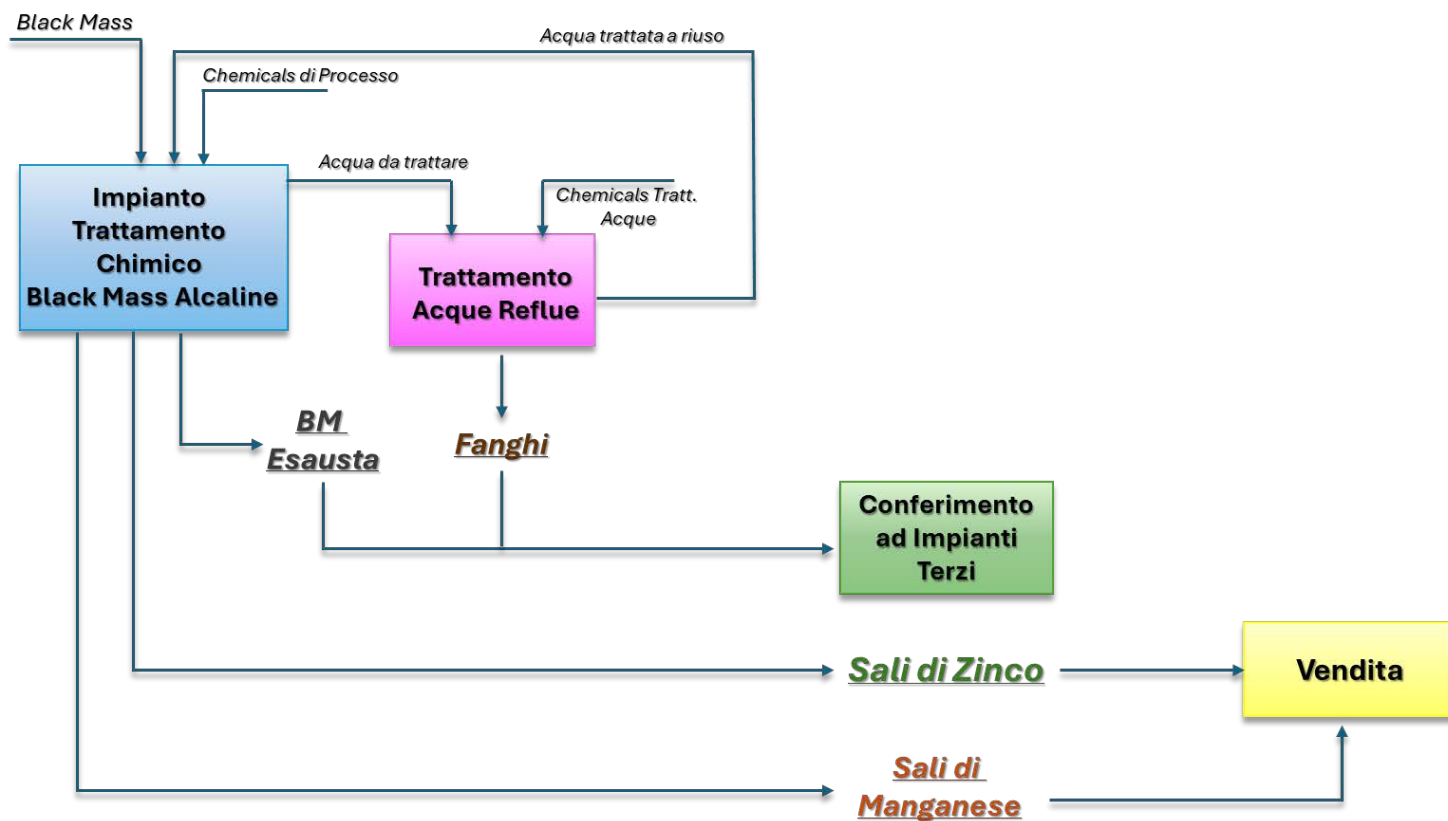 Black Mass
Acqua trattata a riuso
Chemicals di Processo
Acqua da trattare
Impianto
Trattamento
Chimico
Black Mass Alcaline
Chemicals Tratt.
Acque
Trattamento
Acque Reflue
BM
Esausta
Fanghi
Conferimento
ad Impianti
Terzi
Sali di Zinco
Vendita
Sali di
Manganese